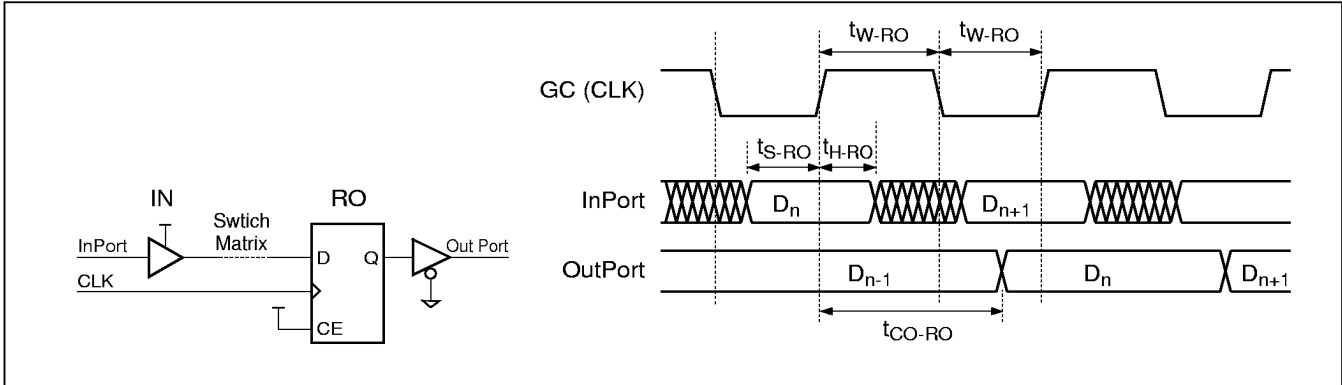 IN
Swtich
Matrix
RO
InPort
CLK
D
Q
CE
Out Port
tW-RO
tW-RO
GC (CLK)
tS-RO
tH-RO
InPort
Dn
Dn+1
OutPort
Dn-1
Dn
Dn+1
tCO-RO